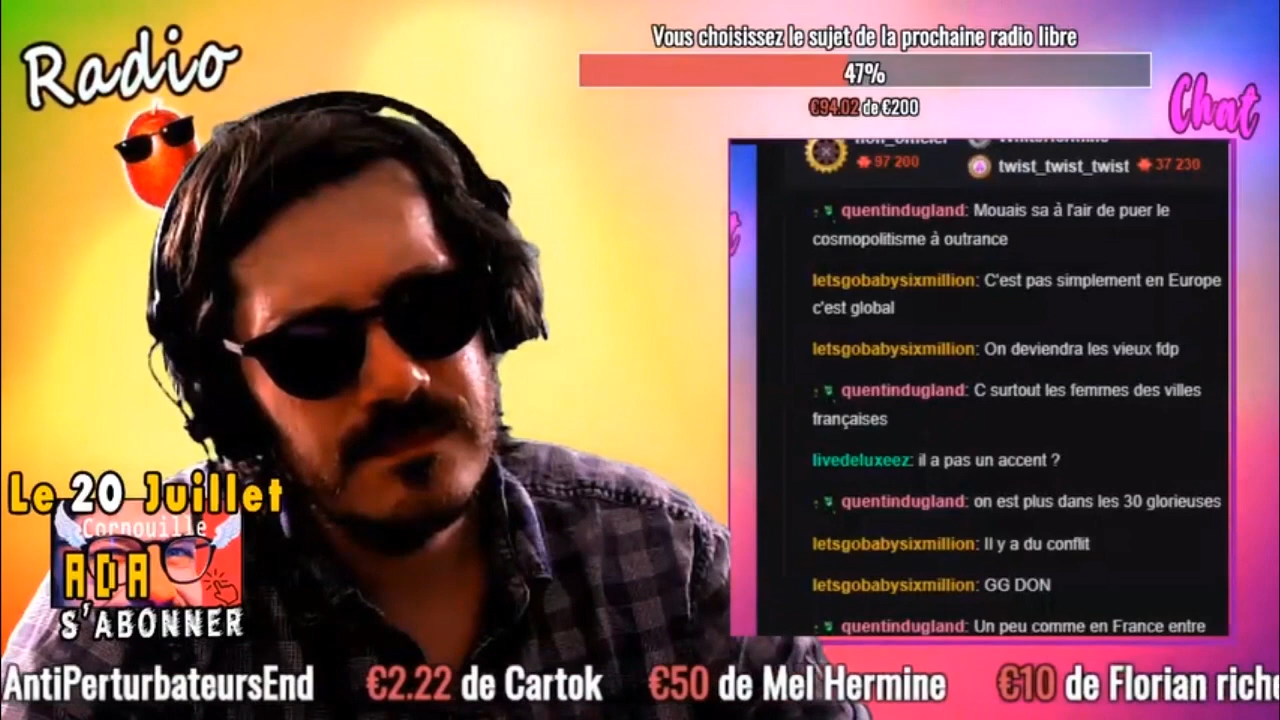 Radio
Vous choisissez le sujet de la prochaine radio libre
47%
€94.02 de €200
Chat
97 200
twist_twist_twist 37 230
quentindugland: Mouais sa à l'air de puer le
cosmopolitisme à outrance
letsgobabysixmillion: C'est pas simplement en Europe
c'est global
letsgobabysixmillion: On deviendra les vieux fdp
quentindugland: C surtout les femmes des villes
françaises
livedeluxeez: il a pas un accent ?
quentindugland: on est plus dans les 30 glorieuses
letsgobabysixmillion: Il y a du conflit
letsgobabysixmillion: GG DON
quentindugland: Un peu comme en France entre
Le 20 Juillet
Cornouille
ADA
S'ABONNER
AntiPerturbateursEnd €2.22 de Cartok €50 de Mel Hermine €10 de Florian riche